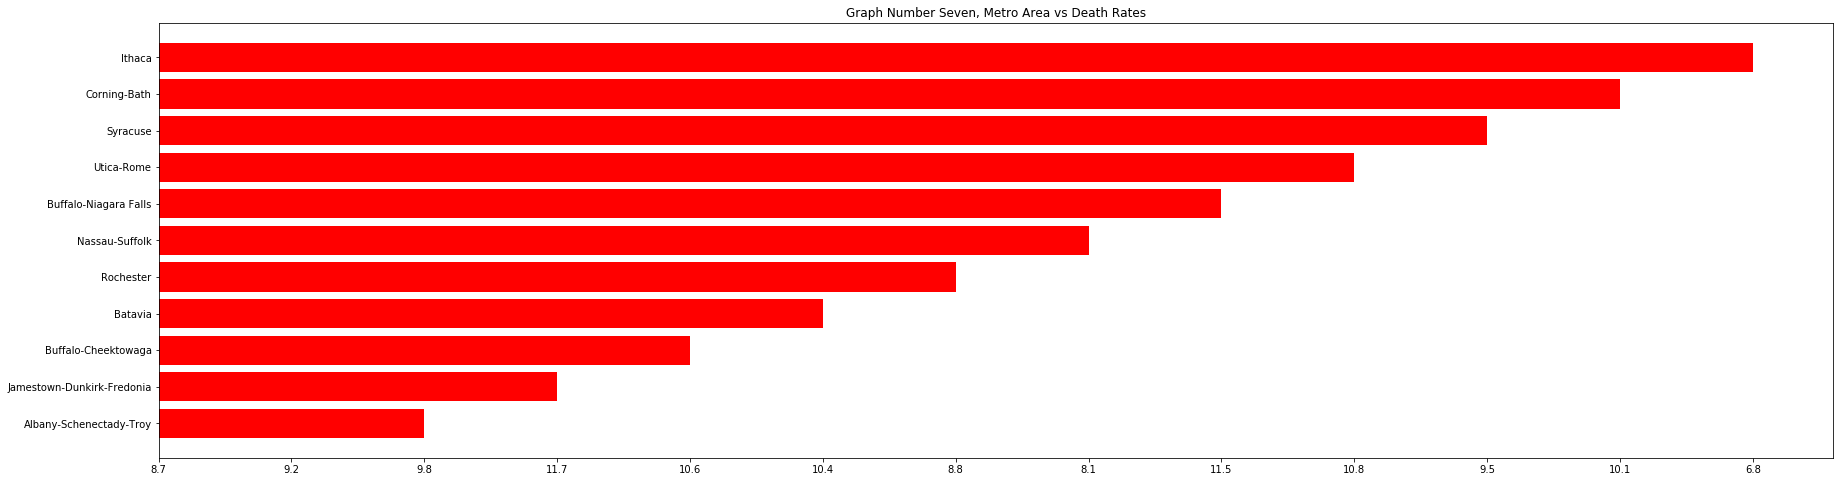 Graph Number Seven, Metro Area vs Death Rates
Ithaca
Corning-Bath
Syracuse
Utica-Rome
Buffalo-Niagara Falls
Nassau-Suffolk
Rochester
Batavia
Buffalo-Cheektowaga
Jamestown-Dunkirk-Fredonia
Albany-Schenectady-Troy
8.7 9.2 9.8 11.7 10.6 10.4 8.8 8.1 11.5 10.8 9.5 10.1 6.8